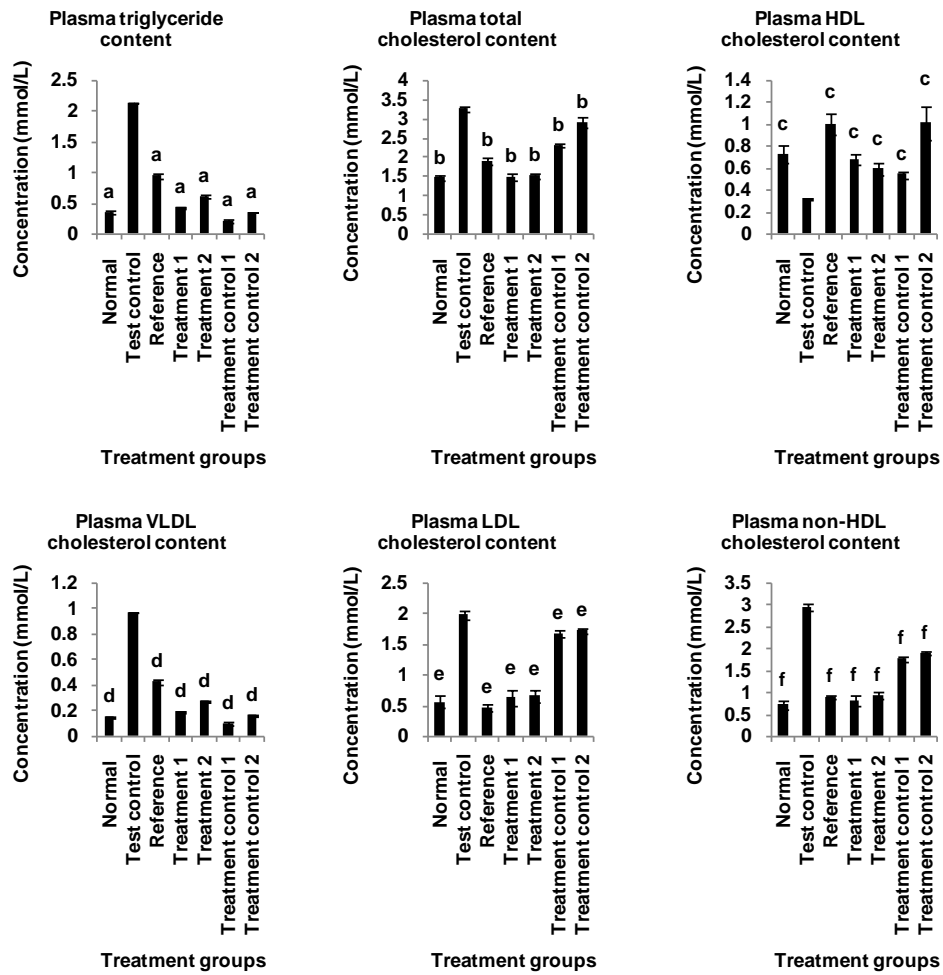 Plasma triglyceride
content
Concentration (mmol/L)
2.5
2
1.5
1
0.5
0
a
a
a
a
a
a
Normal
Test control
Reference
Treatment 1
Treatment 2
Treatment control 1
Treatment control 2
Treatment groups
Plasma total
cholesterol content
Concentration (mmol/L)
4
3.5
3
2.5
2
1.5
1
0.5
0
b
b
b
b
b
b
Normal
Test control
Reference
Treatment 1
Treatment 2
Treatment control 1
Treatment control 2
Treatment groups
Plasma HDL
cholesterol content
Concentration (mmol/L)
1.4
1.2
1
0.8
0.6
0.4
0.2
0
c
c
c
c
c
c
Normal
Test control
Reference
Treatment 1
Treatment 2
Treatment control 1
Treatment control 2
Treatment groups
Plasma VLDL
cholesterol content
Concentration (mmol/L)
1.2
1
0.8
0.6
0.4
0.2
0
d
d
d
d
d
d
Normal
Test control
Reference
Treatment 1
Treatment 2
Treatment control 1
Treatment control 2
Treatment groups
Plasma LDL
cholesterol content
Concentration (mmol/L)
2.5
2
1.5
1
0.5
0
e
e
e
e
e
e
Normal
Test control
Reference
Treatment 1
Treatment 2
Treatment control 1
Treatment control 2
Treatment groups
Plasma non-HDL
cholesterol content
Concentration (mmol/L)
3.5
3
2.5
2
1.5
1
0.5
0
f
f
f
f
f
f
Normal
Test control
Reference
Treatment 1
Treatment 2
Treatment control 1
Treatment control 2
Treatment groups